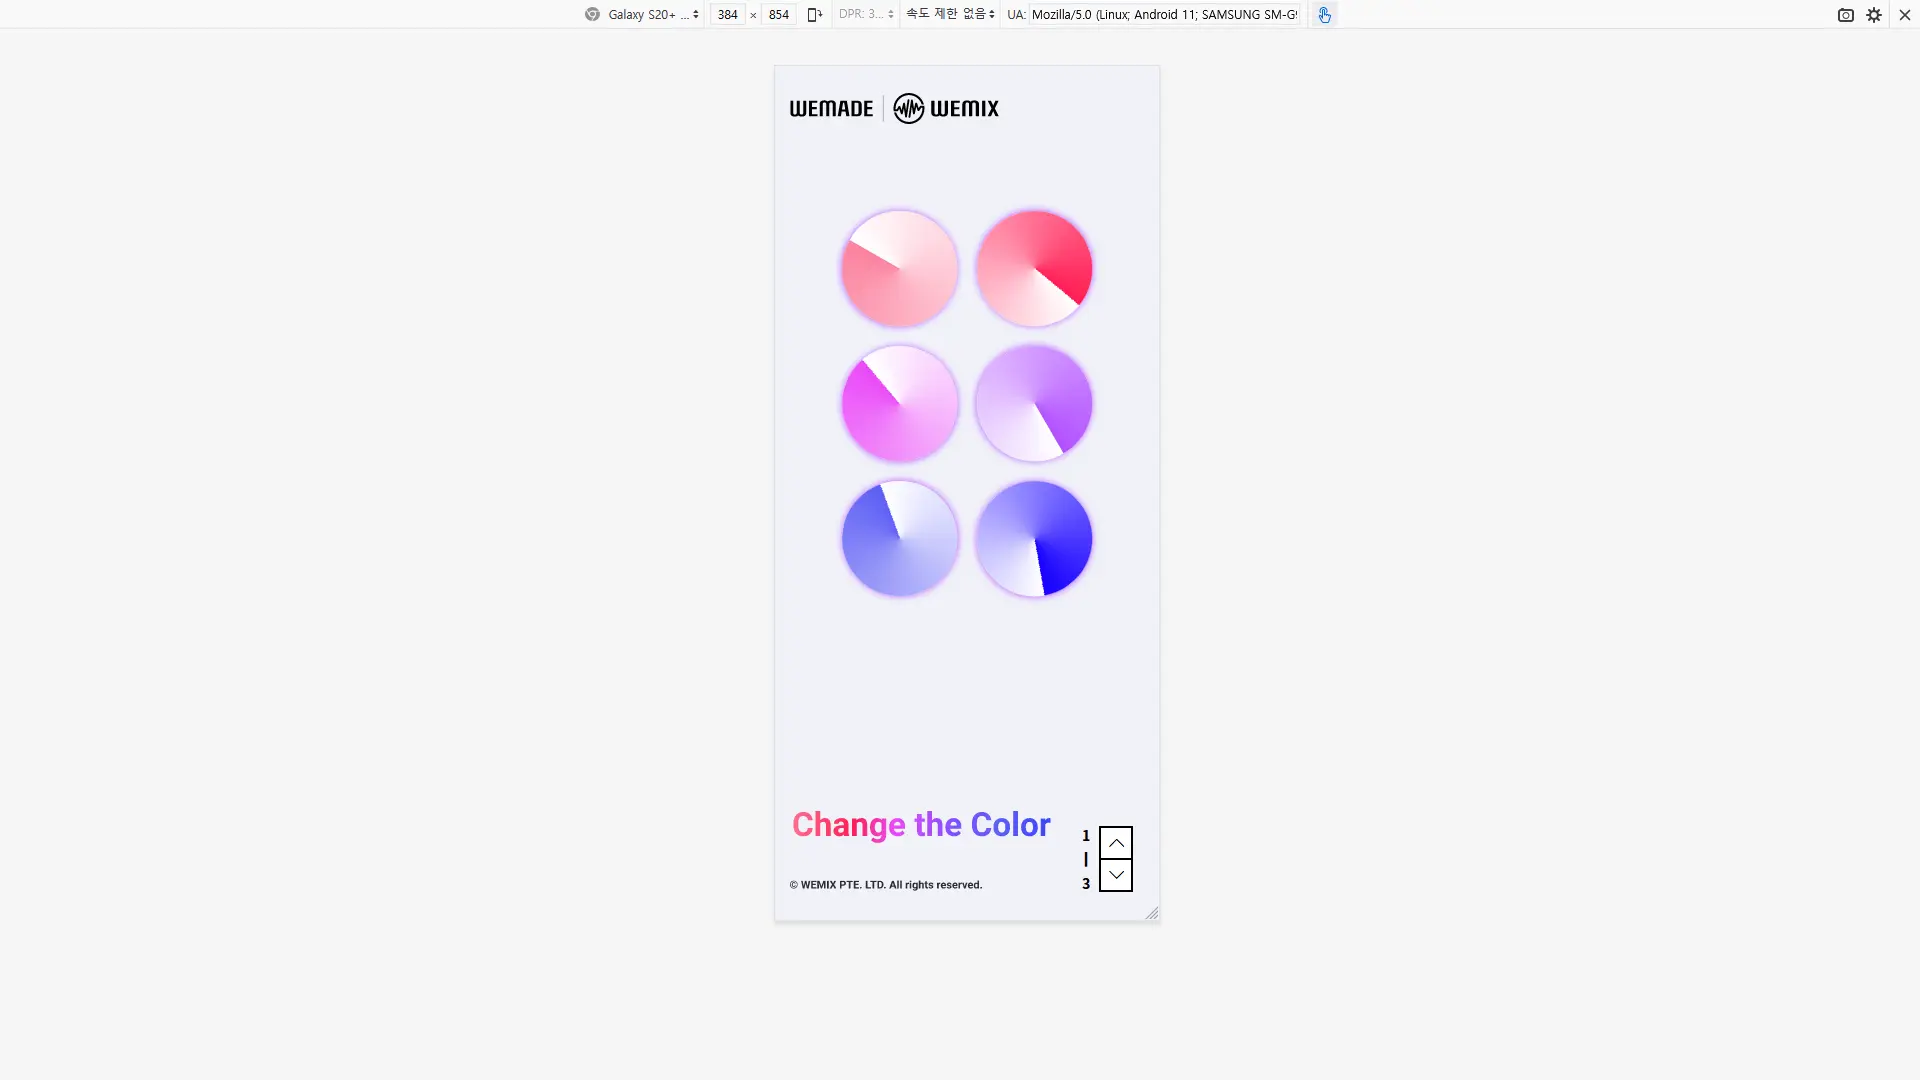 Galaxy S20+ ...
384 × 854
DPR: 3...
속도 제한 없음
UA: Mozilla/5.0 (Linux; Android 11; SAMSUNG SM-G
WEMADE
WEMIX
Change the Color
1
3
© WEMIX PTE. LTD. All rights reserved.